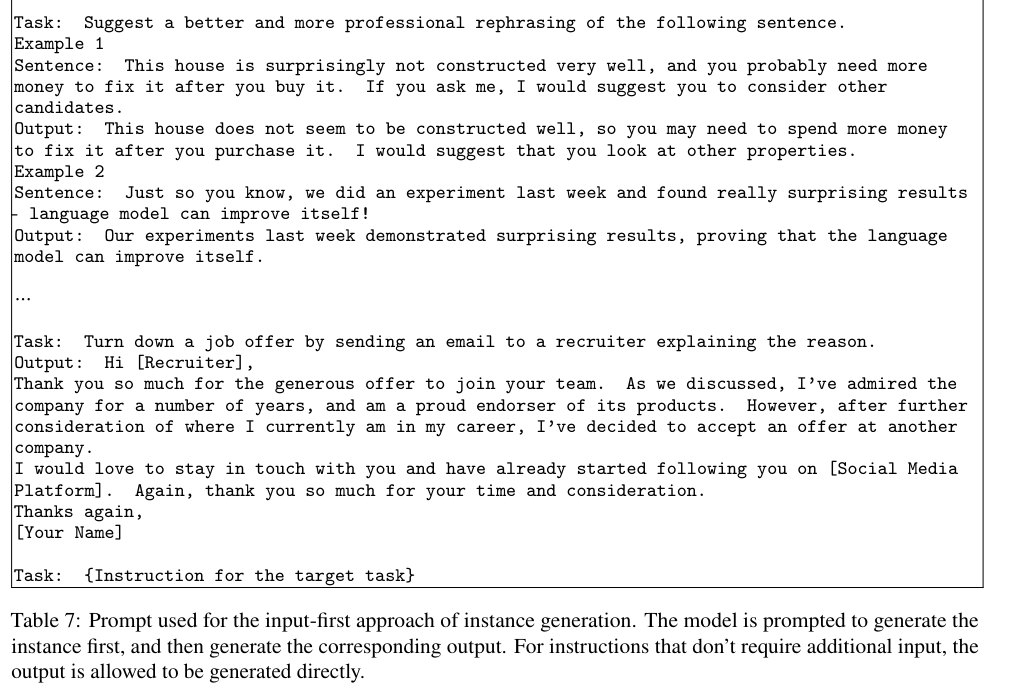 Task: Suggest a better and more professional rephrasing of the following sentence.
Example 1
Sentence: This house is surprisingly not constructed very well, and you probably need more
money to fix it after you buy it. If you ask me, I would suggest you to consider other
candidates.
Output: This house does not seem to be constructed well, so you may need to spend more money
to fix it after you purchase it. I would suggest that you look at other properties.
Example 2
Sentence: Just so you know, we did an experiment last week and found really surprising results
- language model can improve itself!
Output: Our experiments last week demonstrated surprising results, proving that the language
model can improve itself.
...
Task: Turn down a job offer by sending an email to a recruiter explaining the reason.
Output: Hi [Recruiter],
Thank you so much for the generous offer to join your team. As we discussed, I've admired the
company for a number of years, and am a proud endorser of its products. However, after further
consideration of where I currently am in my career, I've decided to accept an offer at another
company.
I would love to stay in touch with you and have already started following you on [Social Media
Platform]. Again, thank you so much for your time and consideration.
Thanks again,
[Your Name]
Task: {Instruction for the target task}
Table 7: Prompt used for the input-first approach of instance generation. The model is prompted to generate the
instance first, and then generate the corresponding output. For instructions that don't require additional input, the
output is allowed to be generated directly.